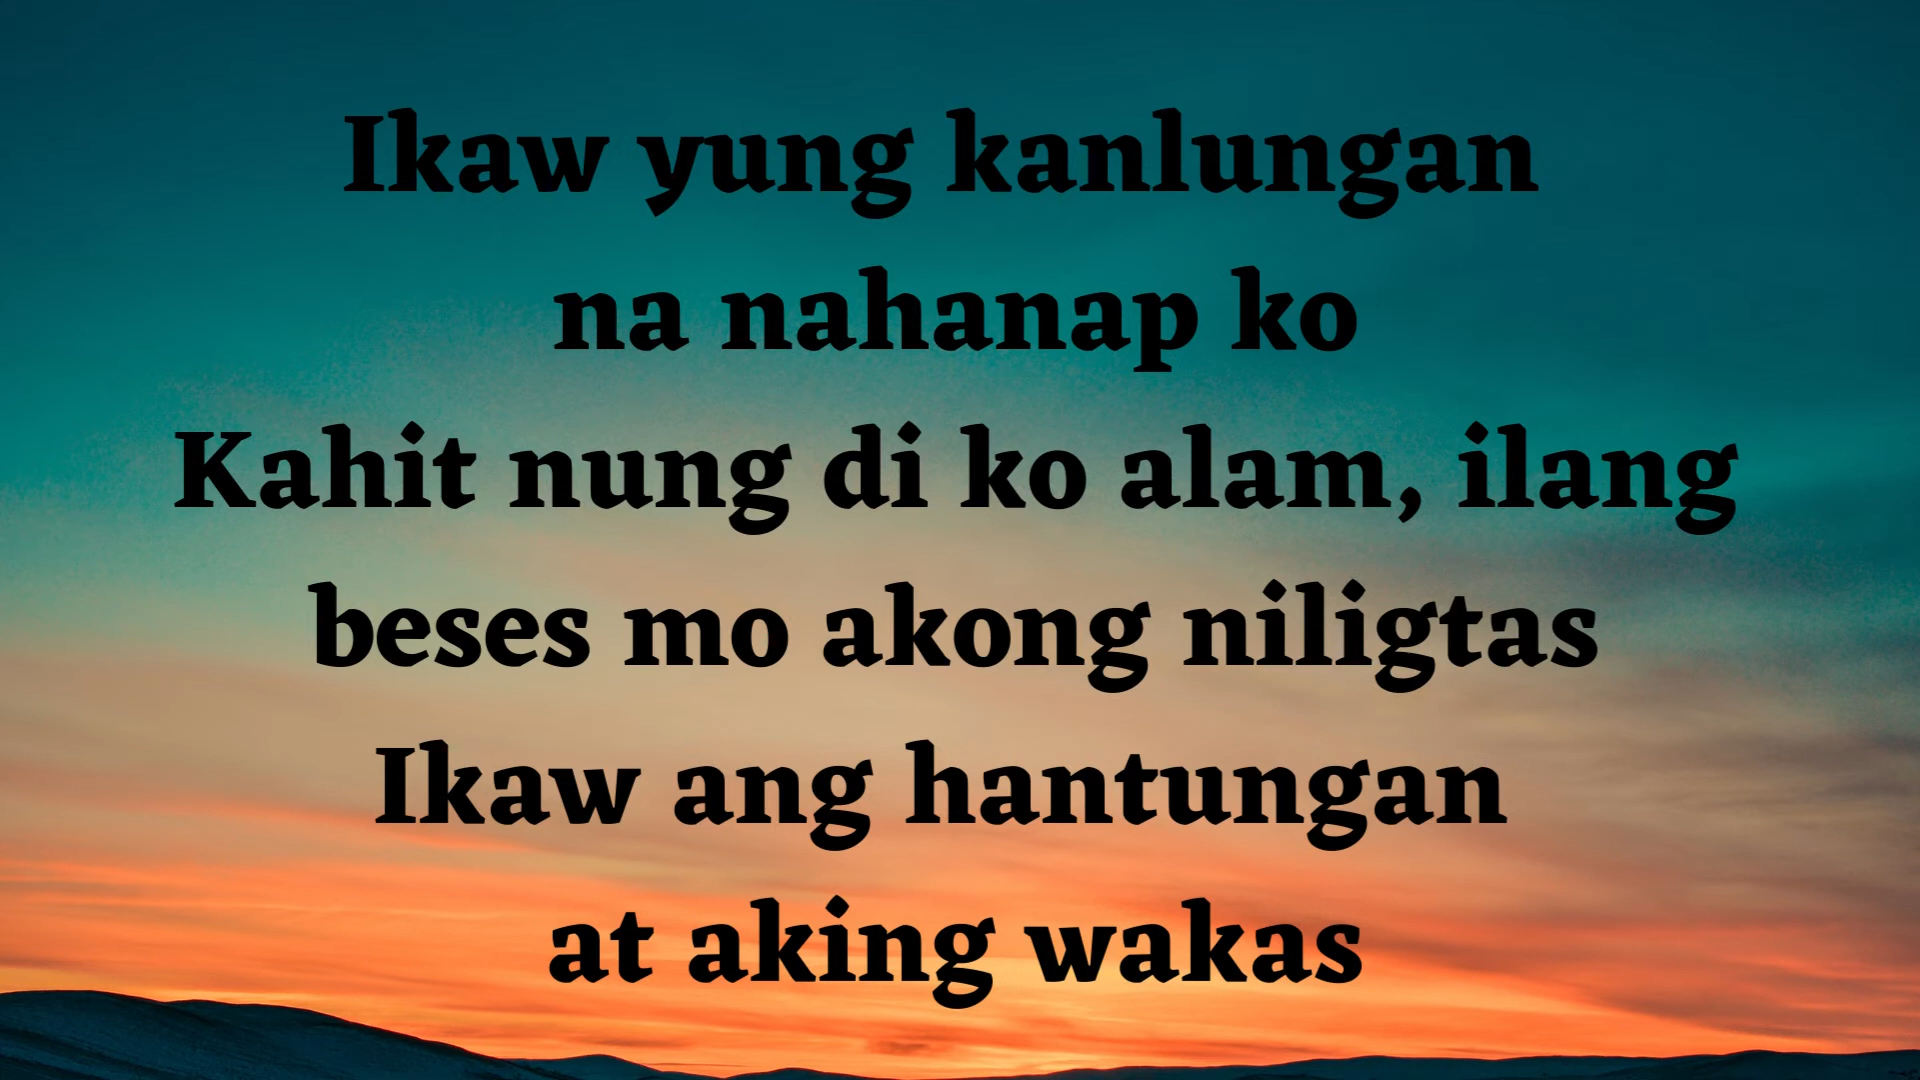 Ikaw yung kanlungan
na nahanap ko
Kahit nung di ko alam, ilang
beses mo akong niligtas
Ikaw ang hantungan
at aking wakas